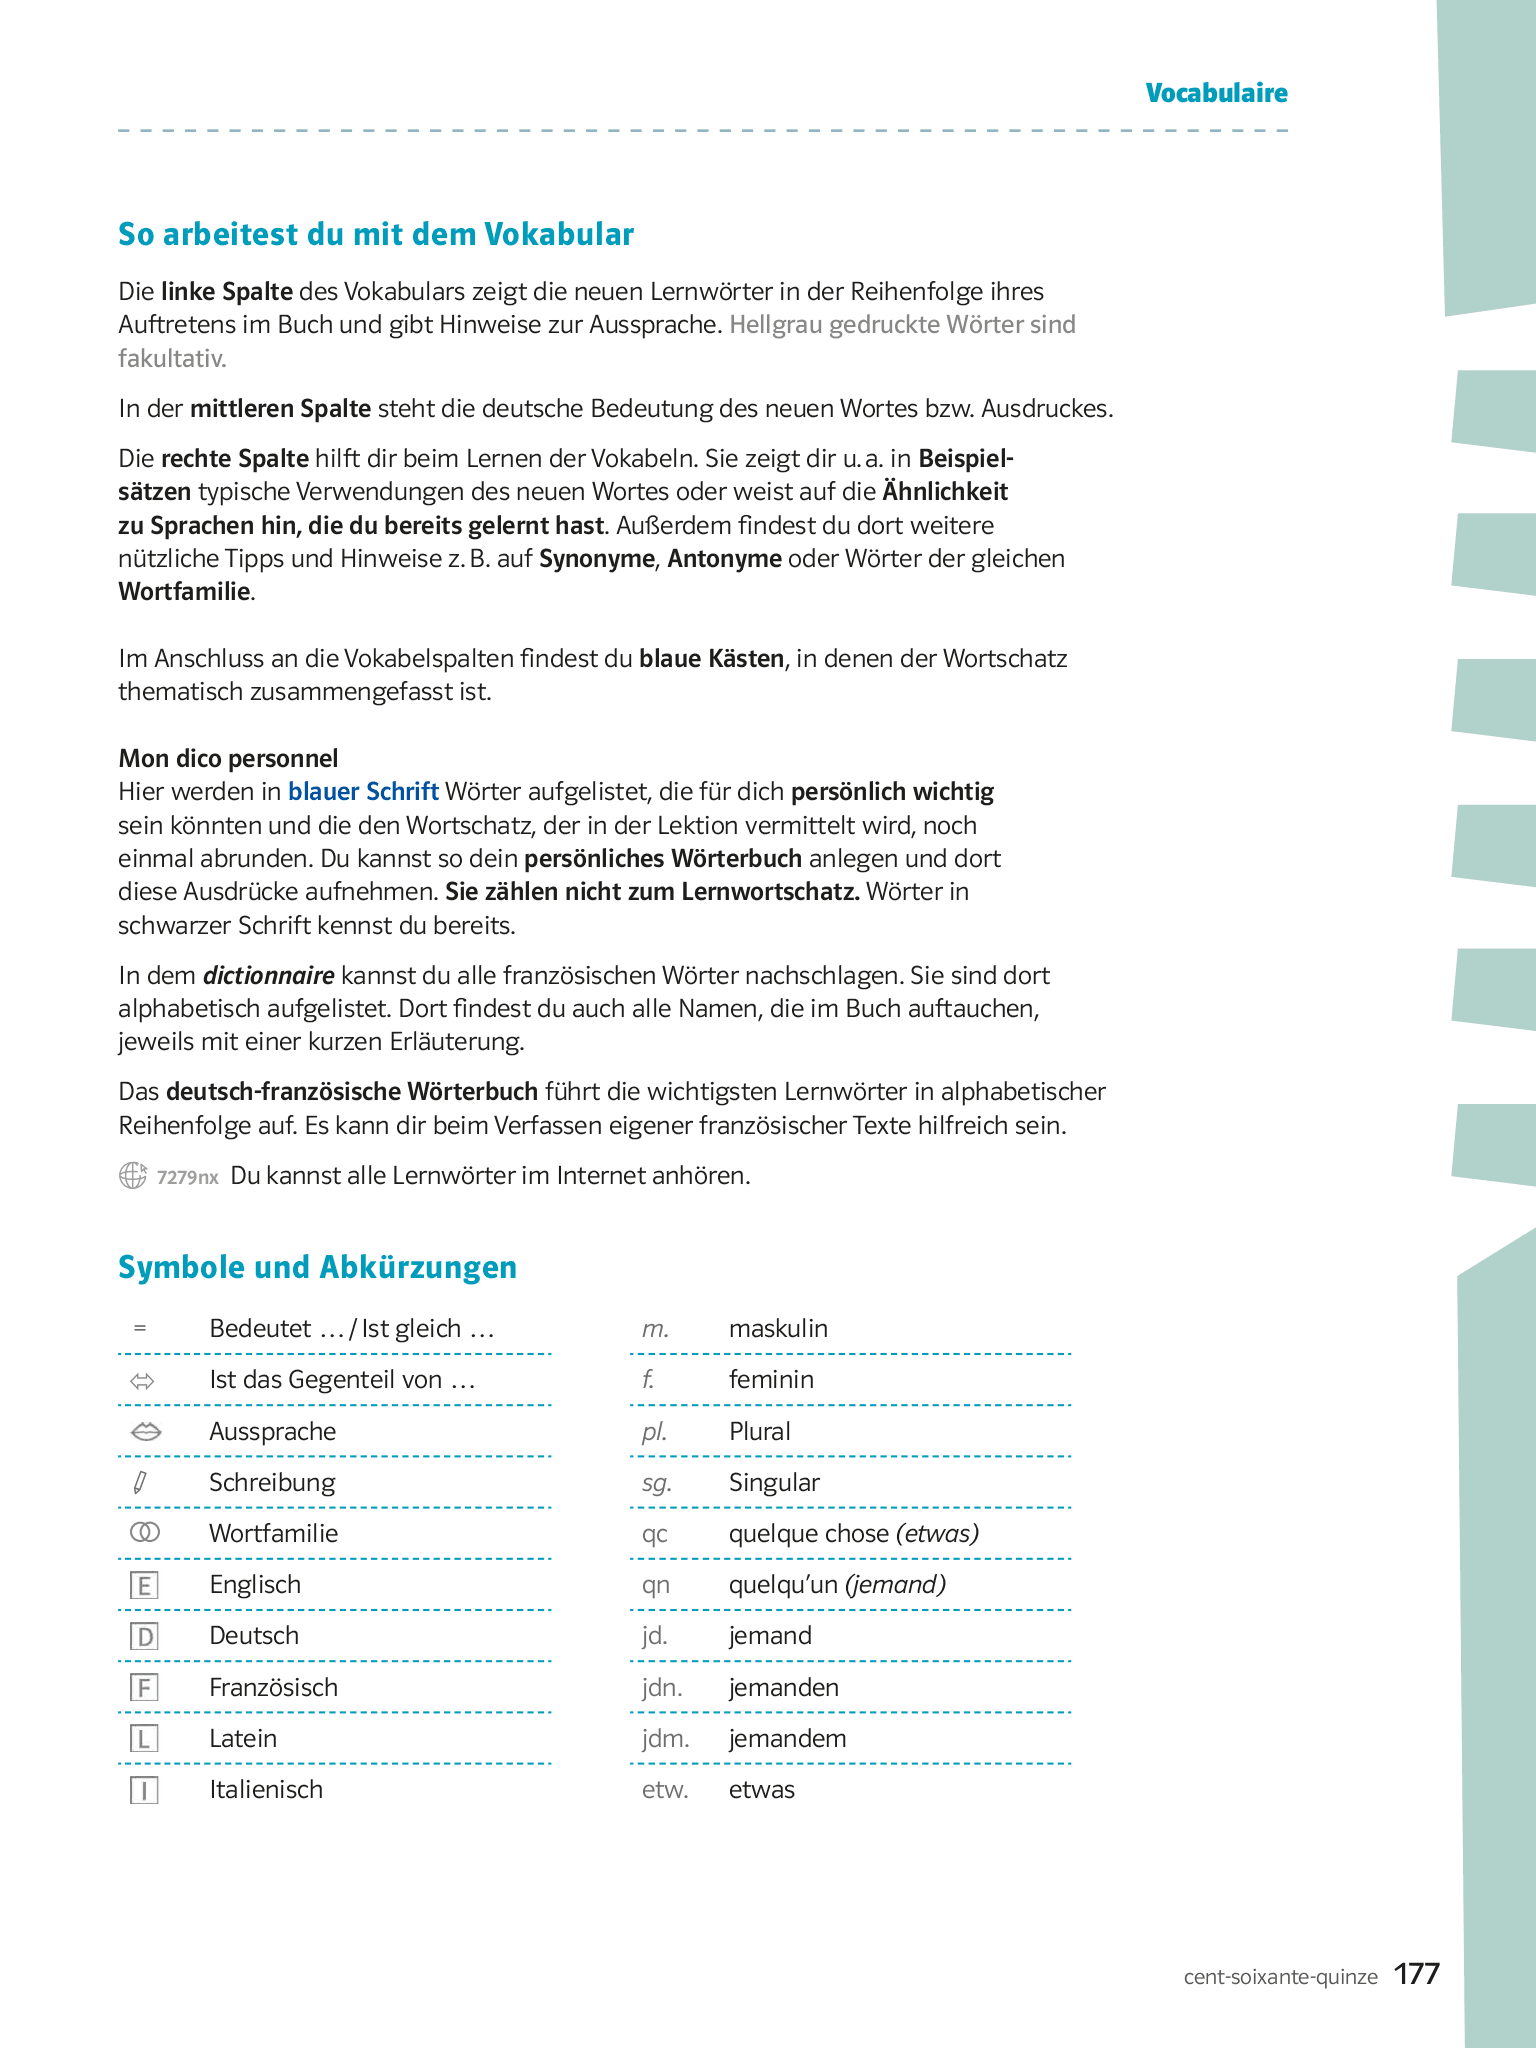 Vocabulaire
So arbeitest du mit dem Vokabular
Die linke Spalte des Vokabulars zeigt die neuen Lernwörter in der Reihenfolge ihres
Auftretens im Buch und gibt Hinweise zur Aussprache. Hellgrau gedruckte Wörter sind
fakultativ.
In der mittleren Spalte steht die deutsche Bedeutung des neuen Wortes bzw. Ausdruckes.
Die rechte Spalte hilft dir beim Lernen der Vokabeln. Sie zeigt dir u. a. in Beispiel-
sätzen typische Verwendungen des neuen Wortes oder weist auf die Ähnlichkeit
zu Sprachen hin, die du bereits gelernt hast. Außerdem findest du dort weitere
nützliche Tipps und Hinweise z. B. auf Synonyme, Antonyme oder Wörter der gleichen
Wortfamilie.
Im Anschluss an die Vokabelspalten findest du blaue Kästen, in denen der Wortschatz
thematisch zusammengefasst ist.
Mon dico personnel
Hier werden in blauer Schrift Wörter aufgelistet, die für dich persönlich wichtig
sein könnten und die den Wortschatz, der in der Lektion vermittelt wird, noch
einmal abrunden. Du kannst so dein persönliches Wörterbuch anlegen und dort
diese Ausdrücke aufnehmen. Sie zählen nicht zum Lernwortschatz. Wörter in
schwarzer Schrift kennst du bereits.
In dem dictionnaire kannst du alle französischen Wörter nachschlagen. Sie sind dort
alphabetisch aufgelistet. Dort findest du auch alle Namen, die im Buch auftauchen,
jeweils mit einer kurzen Erläuterung.
Das deutsch-französische Wörterbuch führt die wichtigsten Lernwörter in alphabetischer
Reihenfolge auf. Es kann dir beim Verfassen eigener französischer Texte hilfreich sein.
7279nx Du kannst alle Lernwörter im Internet anhören.
Symbole und Abkürzungen
= Bedeutet … / Ist gleich …
⇔ Ist das Gegenteil von …
Aussprache
Schreibung
Wortfamilie
E Englisch
D Deutsch
F Französisch
L Latein
I Italienisch
m. maskulin
f. feminin
pl. Plural
sg. Singular
qc quelque chose (etwas)
qn quelqu'un (jemand)
jd. jemand
jdn. jemanden
jdm. jemandem
etw. etwas
cent-soixante-quinze 177